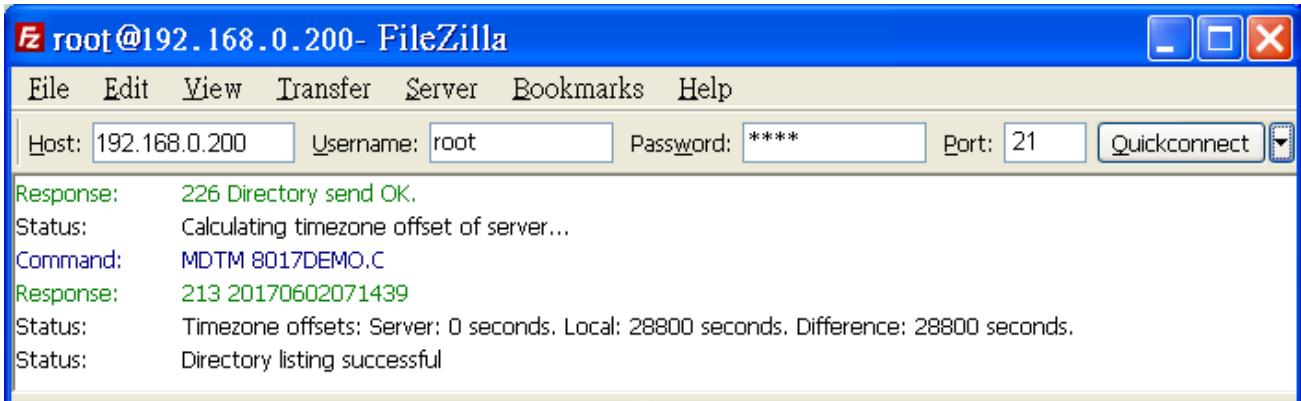 Fz root@192.168.0.200- FileZilla
File Edit View Transfer Server Bookmarks Help
Host: 192.168.0.200 Username: root Password: **** Port: 21 Quickconnect
Response: 226 Directory send OK.
Status: Calculating timezone offset of server...
Command: MDTM 8017DEMO.C
Response: 213 20170602071439
Status: Timezone offsets: Server: 0 seconds. Local: 28800 seconds. Difference: 28800 seconds.
Status: Directory listing successful